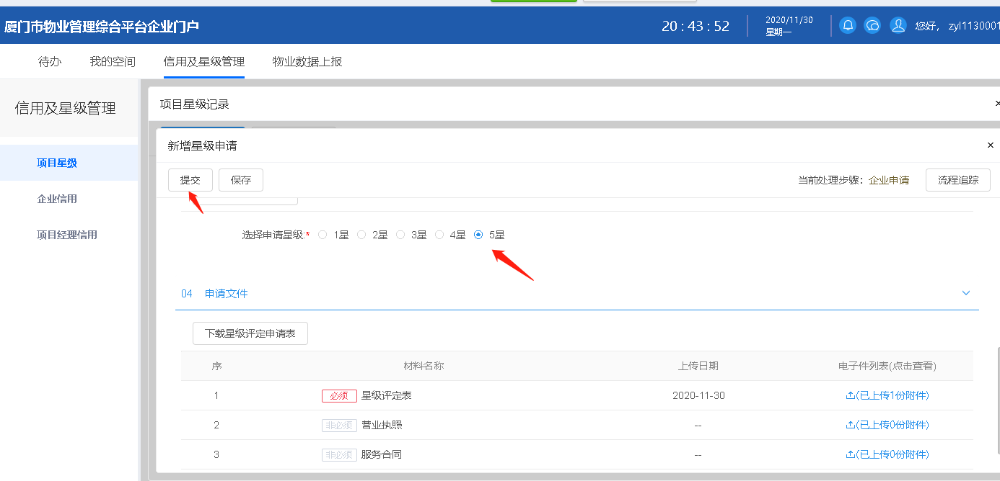 厦门市物业管理综合平台企业门户
20 : 43 : 52
2020/11/30
星期一
您好， zyl1130001
待办 我的空间 信用及星级管理 物业数据上报
信用及星级管理
项目星级
企业信用
项目经理信用
项目星级记录
新增星级申请
提交 保存 当前处理步骤：企业申请 流程追踪
选择申请星级:* 1星 2星 3星 4星 5星
04 申请文件
下载星级评定申请表
序 材料名称 上传日期 电子件列表(点击查看)
1 必须 星级评定表 2020-11-30 (已上传1份附件)
2 非必须 营业执照 -- (已上传0份附件)
3 非必须 服务合同 -- (已上传0份附件)